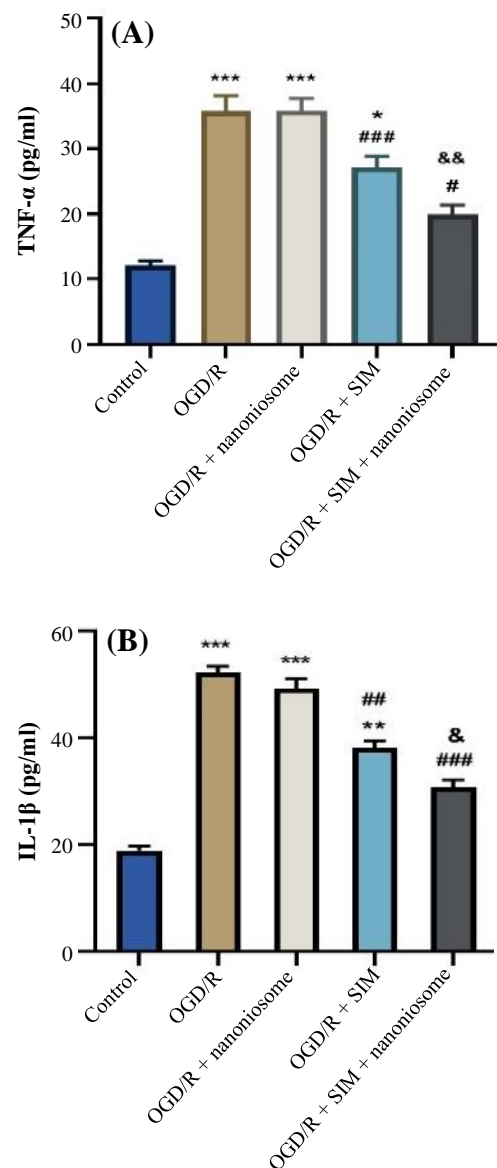 (A)
TNF-α (pg/ml)
50
40
30
20
10
0
***
***
*
###
&&
#
Control
OGD/R
OGD/R + nanoniosome
OGD/R + SIM
OGD/R + SIM + nanoniosome
(B)
IL-1β (pg/ml)
60
40
20
0
***
***
##
**
&
###
Control
OGD/R
OGD/R + nanoniosome
OGD/R + SIM
OGD/R + SIM + nanoniosome